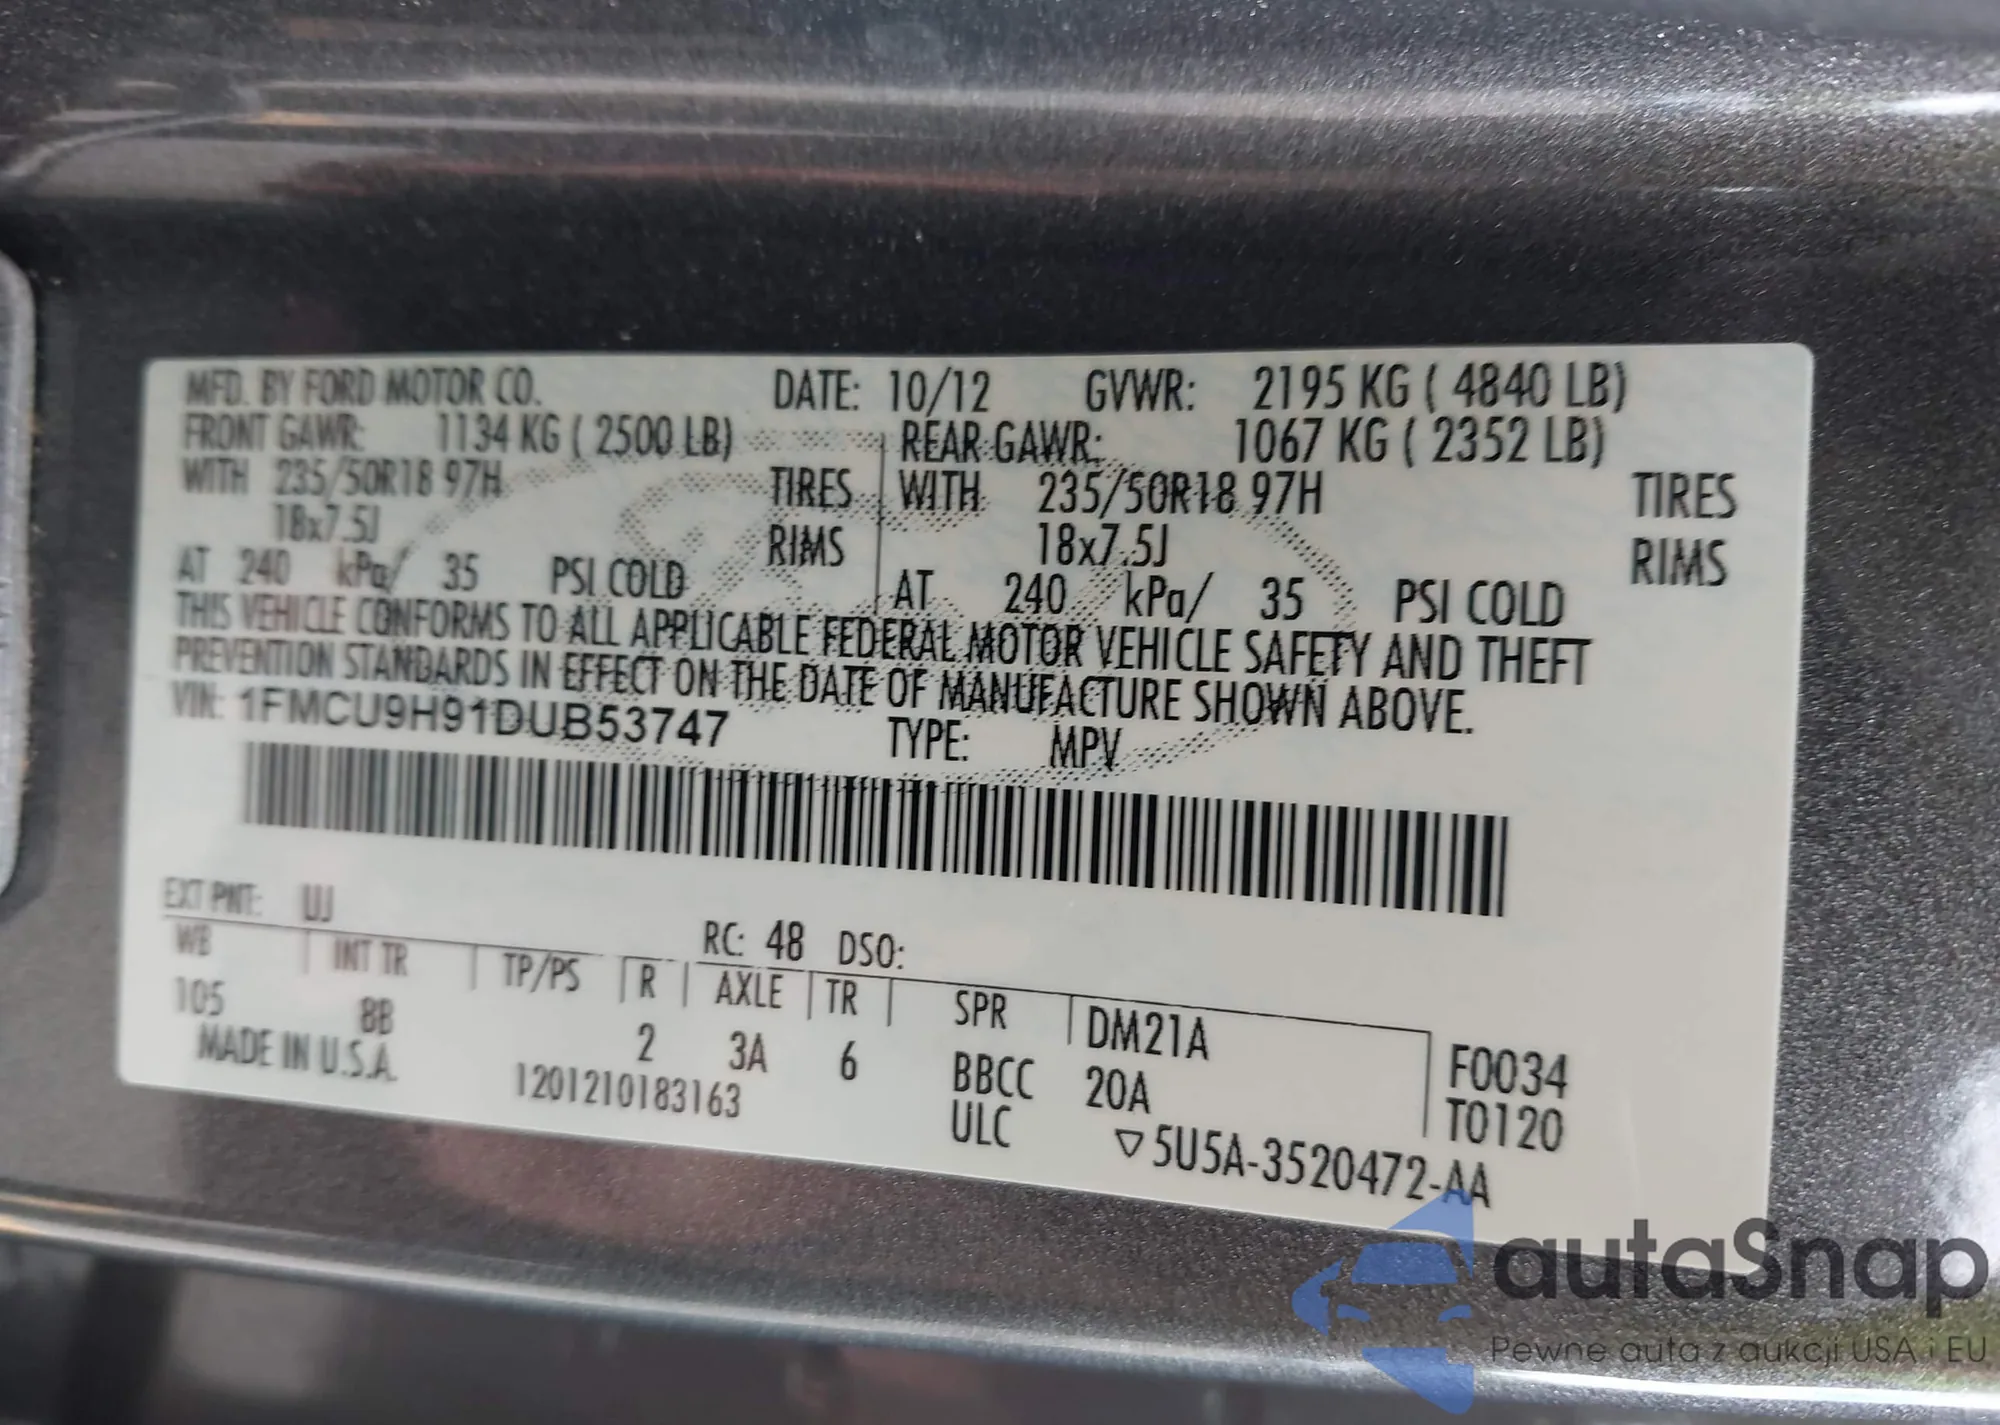 MFD. BY FORD MOTOR CO. DATE: 10/12 GVWR: 2195 KG ( 4840 LB)
FRONT GAWR: 1134 KG ( 2500 LB) REAR GAWR: 1067 KG ( 2352 LB)
WITH 235/50R18 97H TIRES WITH 235/50R18 97H TIRES
18x7.5J RIMS 18x7.5J RIMS
AT 240 kPa/ 35 PSI COLD AT 240 kPa/ 35 PSI COLD
THIS VEHICLE CONFORMS TO ALL APPLICABLE FEDERAL MOTOR VEHICLE SAFETY AND THEFT
PREVENTION STANDARDS IN EFFECT ON THE DATE OF MANUFACTURE SHOWN ABOVE.
VIN: 1FMCU9H91DUB53747 TYPE: MPV
EXT PNT: UJ RC: 48 DSO:
WB INT TR TP/PS R AXLE TR SPR DM21A F0034
105 8B 2 3A 6 BBCC 20A T0120
MADE IN U.S.A. 1201210183163 ULC ▽5U5A-3520472-AA
autaSnap
Pewne auta z aukcji USA i EU